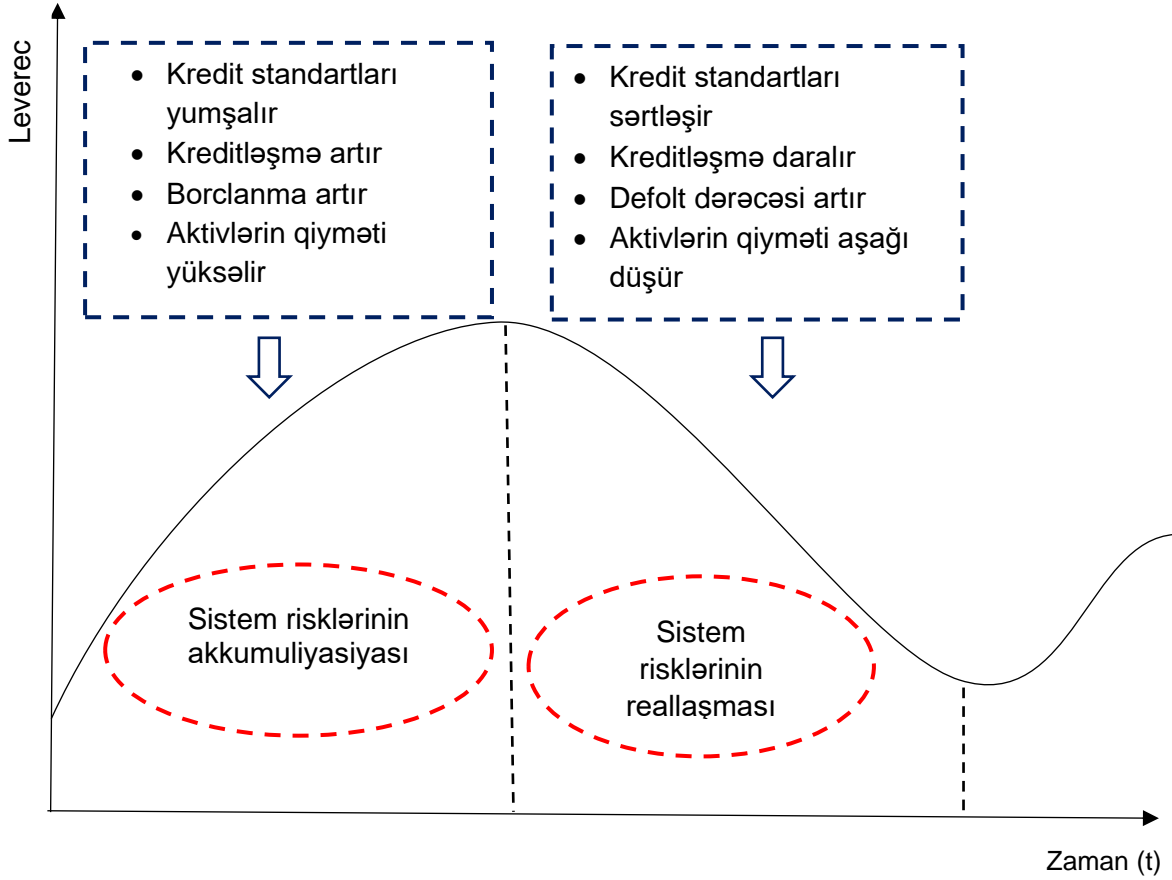 Leverec
• Kredit standartları
yumşalır
• Kreditləşmə artır
• Borclanma artır
• Aktivlərin qiyməti
yüksəlir
• Kredit standartları
sərtləşir
• Kreditləşmə daralır
• Defolt dərəcəsi artır
• Aktivlərin qiyməti aşağı
düşür
Sistem risklərinin
akkumuliyasiyası
Sistem
risklərinin
reallaşması
Zaman (t)